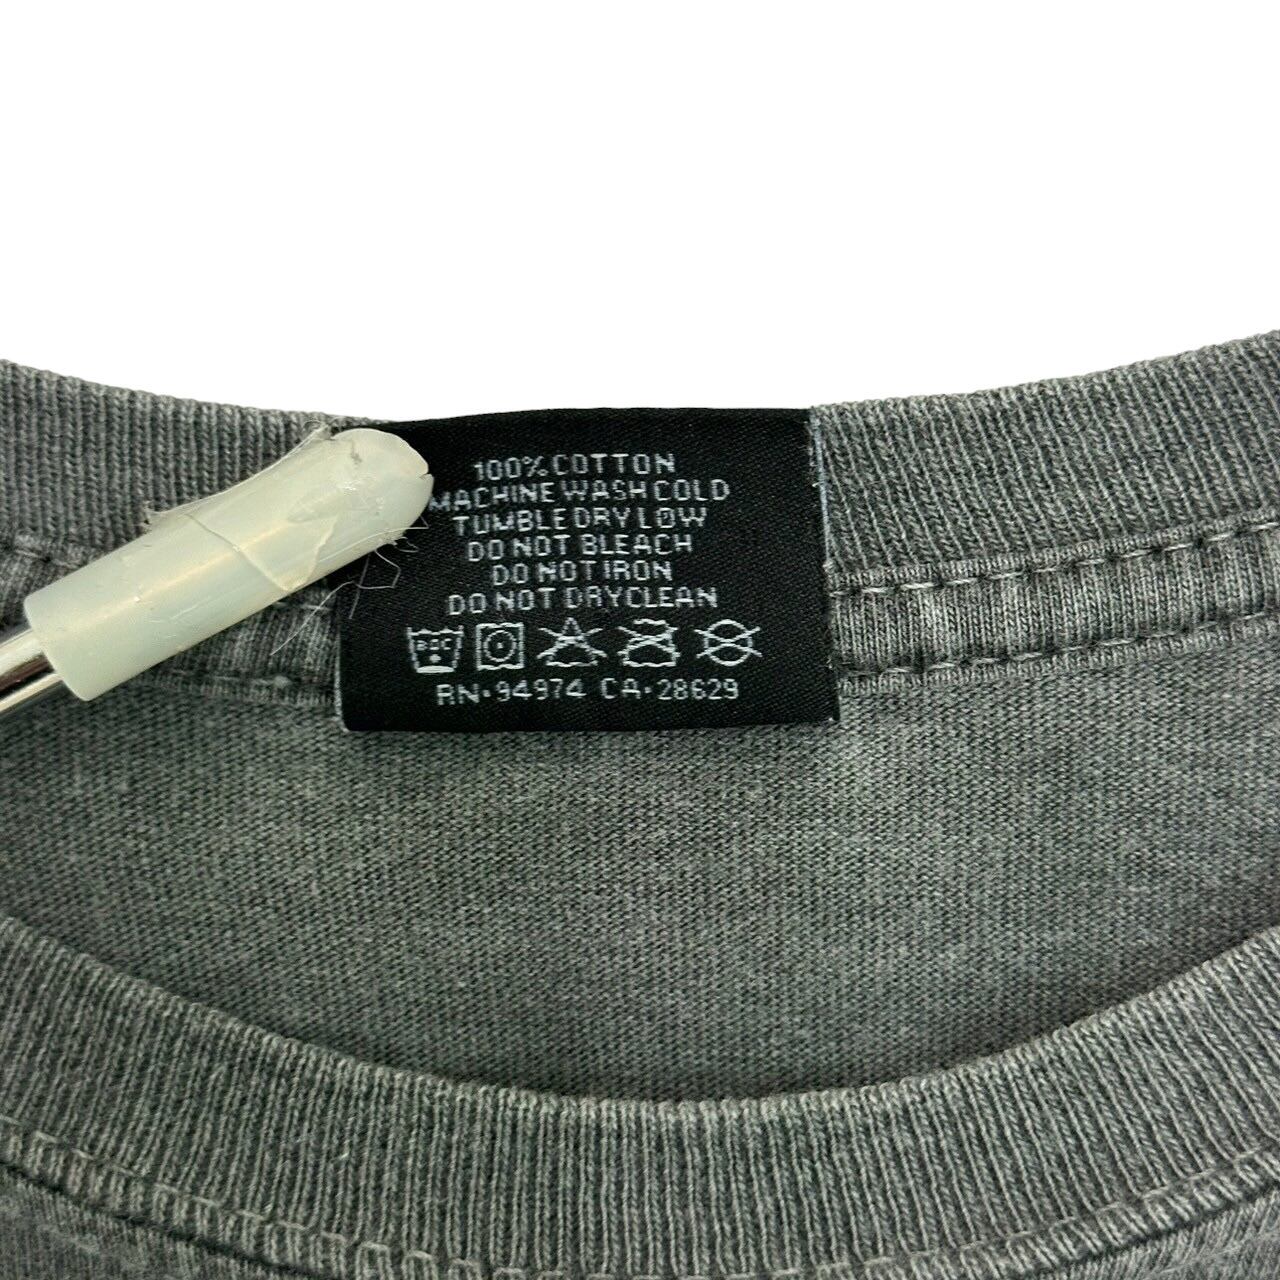 100% COTTON
MACHINE WASH COLD
TUMBLE DRY LOW
DO NOT BLEACH
DO NOT IRON
DO NOT DRYCLEAN
RN·94974 CA·28629